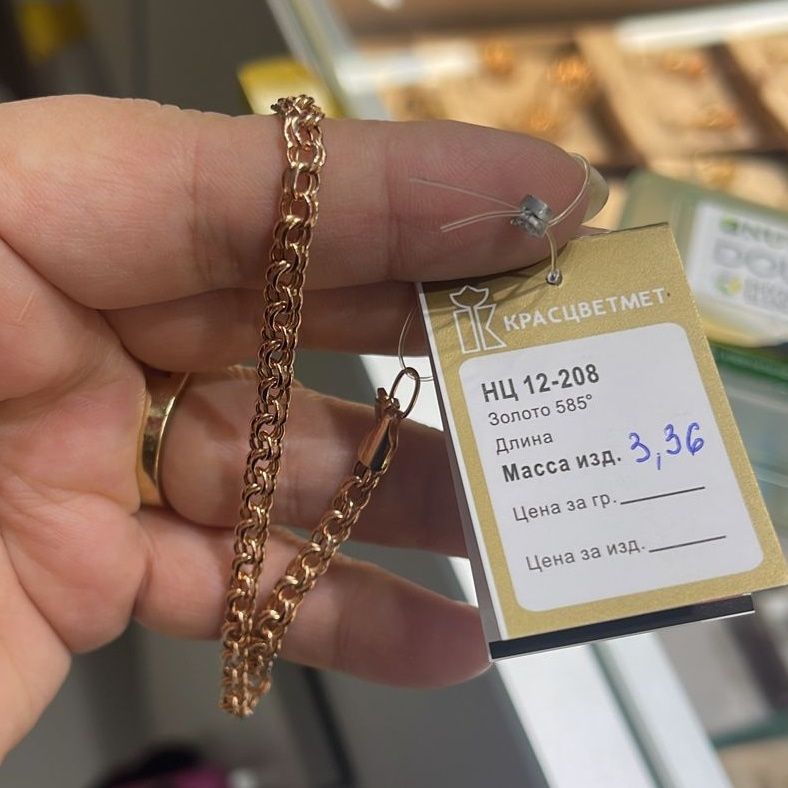 КРАСЦВЕТМЕТ
НЦ 12-208
Золото 585°
Длина
Масса изд. 3,36
Цена за гр.
Цена за изд.